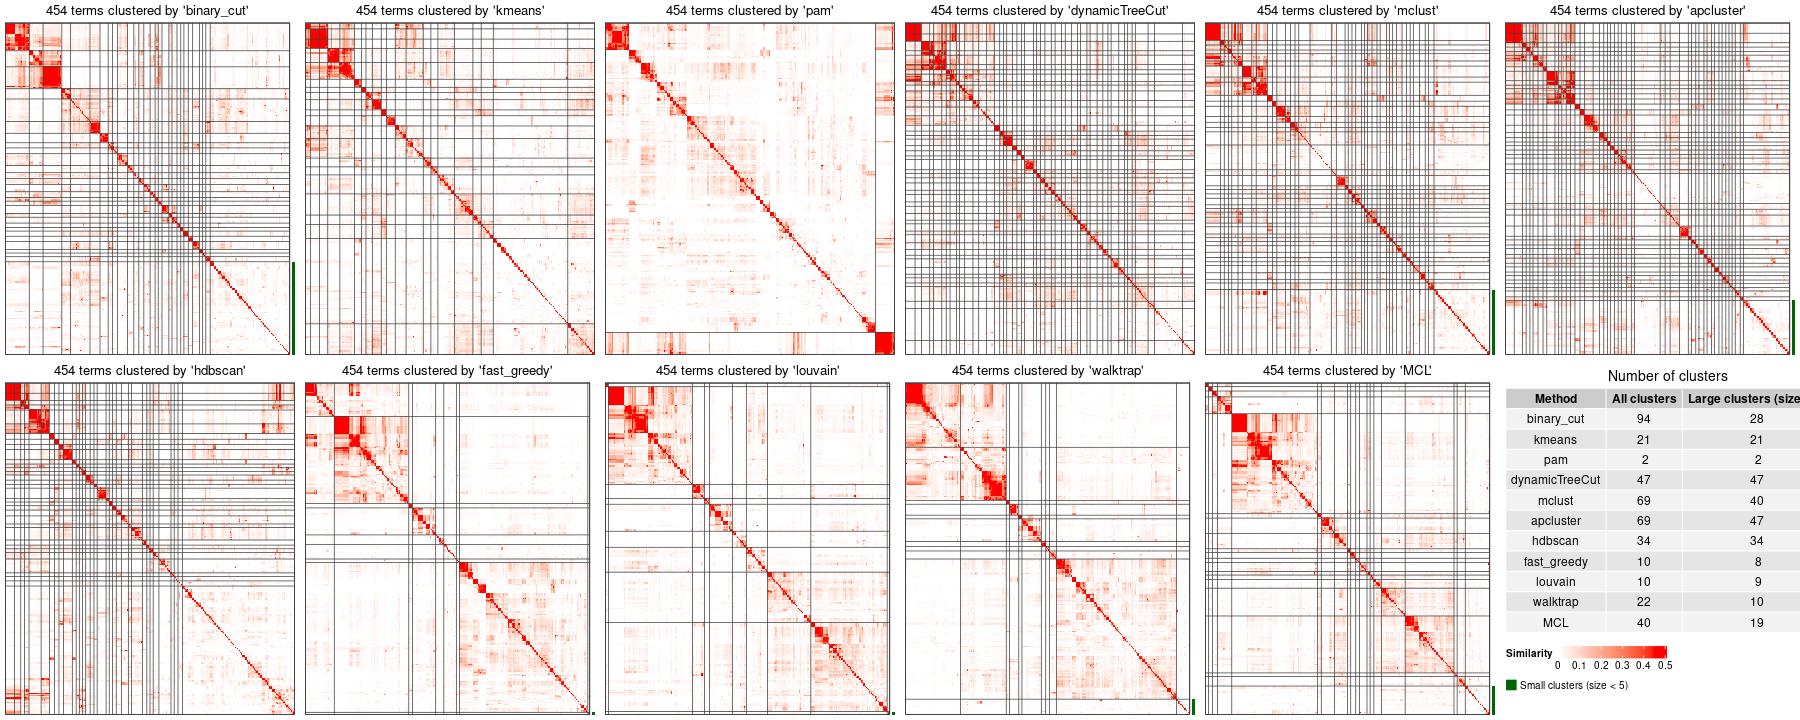 454 terms clustered by 'binary_cut'
454 terms clustered by 'kmeans'
454 terms clustered by 'pam'
454 terms clustered by 'dynamicTreeCut'
454 terms clustered by 'mclust'
454 terms clustered by 'apcluster'
454 terms clustered by 'hdbscan'
454 terms clustered by 'fast_greedy'
454 terms clustered by 'louvain'
454 terms clustered by 'walktrap'
454 terms clustered by 'MCL'
Number of clusters
Method All clusters Large clusters (size
binary_cut 94 28
kmeans 21 21
pam 2 2
dynamicTreeCut 47 47
mclust 69 40
apcluster 69 47
hdbscan 34 34
fast_greedy 10 8
louvain 10 9
walktrap 22 10
MCL 40 19
Similarity
0 0.1 0.2 0.3 0.4 0.5
Small clusters (size < 5)